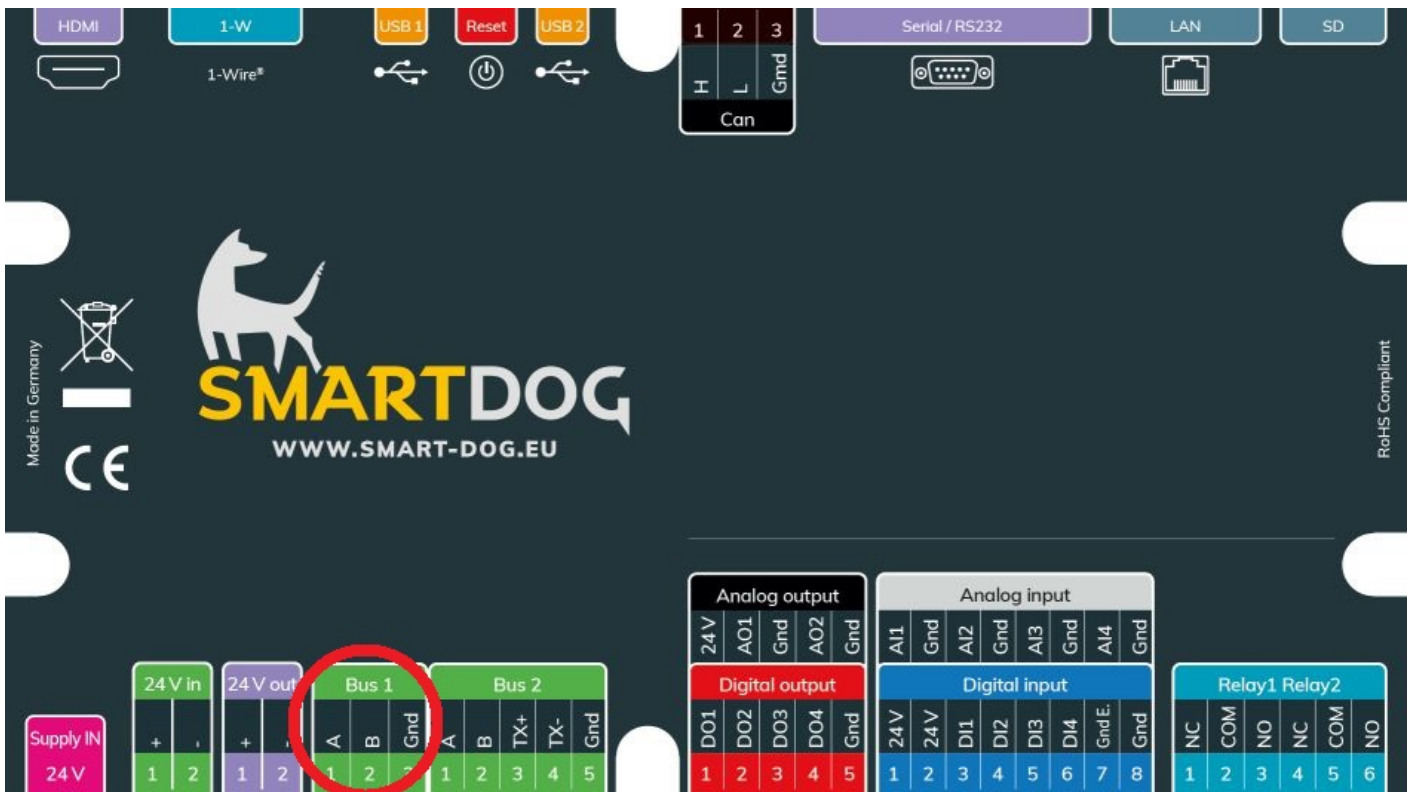 HDMI
1-W
USB 1
Reset
USB 2
1 2 3
Serial / RS232
LAN
SD
1-Wire®
H L Gmd
Can
Made in Germany
RoHS Compliant
CE
SMARTDOG
WWW.SMART-DOG.EU
Analog output
24 V AO1 Gnd AO2 Gnd
Analog input
AI1 Gnd AI2 Gnd AI3 Gnd AI4 Gnd
Supply IN
24 V
24 V in
+ -
1 2
24 V out
+ -
1 2
Bus 1
A B Gnd
1 2 3
Bus 2
A B TX+ TX- Gnd
1 2 3 4 5
Digital output
DO1 DO2 DO3 DO4 Gnd
1 2 3 4 5
Digital input
24 V 24 V DI1 DI2 DI3 DI4 Gnd E. Gnd
1 2 3 4 5 6 7 8
Relay1 Relay2
NC COM NO NC COM NO
1 2 3 4 5 6